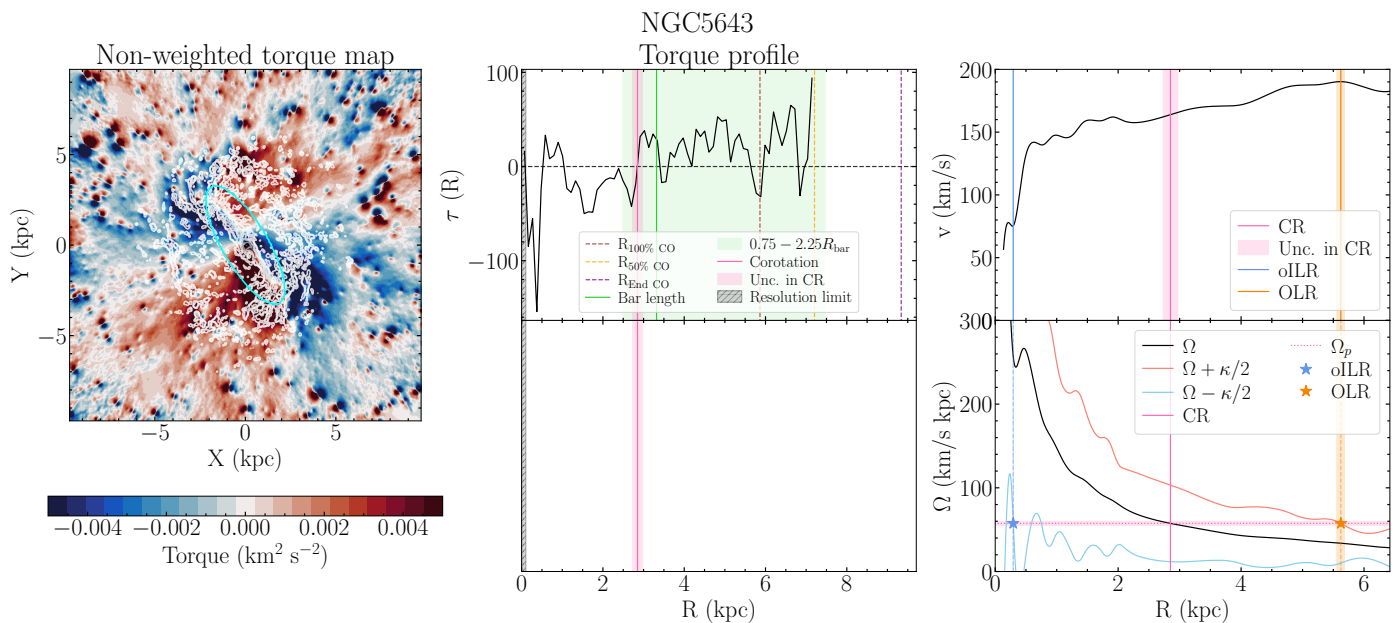 NGC5643
Non-weighted torque map
Torque profile
Y (kpc)
5
0
−5
−5
0
5
X (kpc)
−0.004
−0.002
0.000
0.002
0.004
Torque (km² s⁻²)
τ (R)
100
0
−100
R100% CO
R50% CO
REnd CO
Bar length
0.75 − 2.25Rbar
Corotation
Unc. in CR
Resolution limit
0
2
4
6
8
R (kpc)
v (km/s)
200
150
100
50
0
CR
Unc. in CR
oILR
OLR
Ω (km/s kpc)
300
200
100
0
Ω
Ω + κ/2
Ω − κ/2
CR
Ωp
oILR
OLR
0
2
4
6
R (kpc)